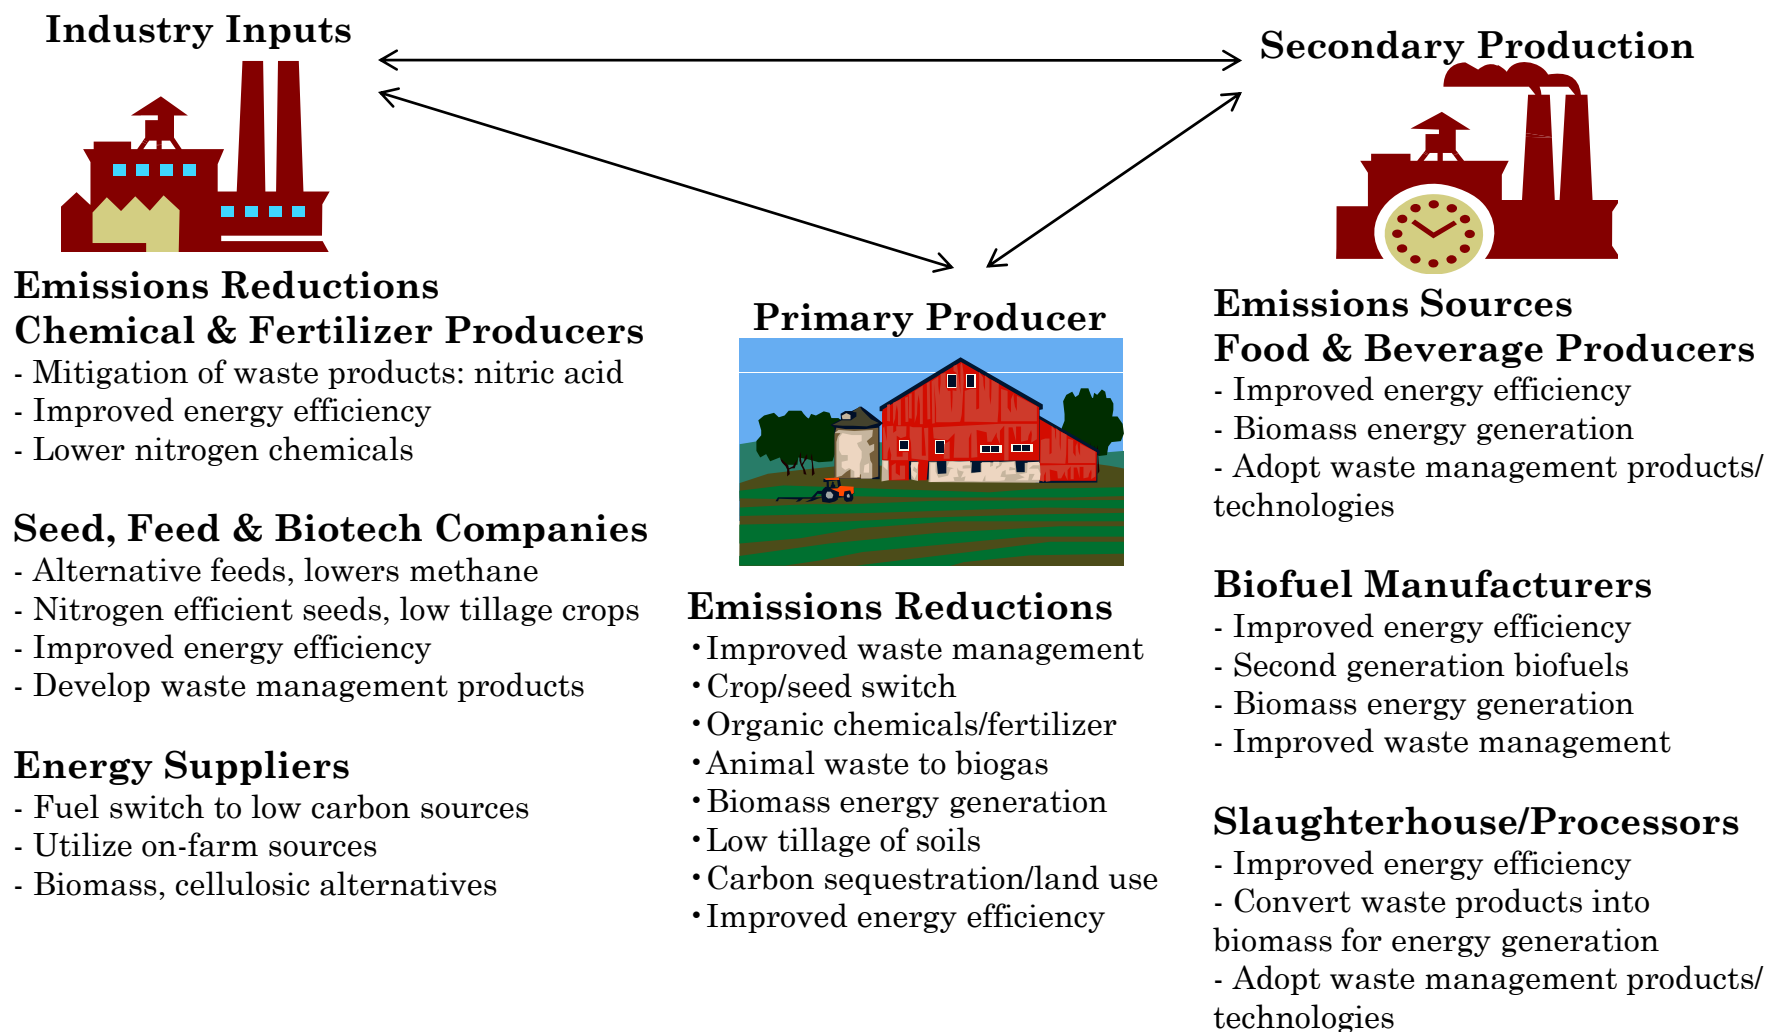 Industry Inputs
Emissions Reductions
Chemical & Fertilizer Producers
- Mitigation of waste products: nitric acid
- Improved energy efficiency
- Lower nitrogen chemicals
Seed, Feed & Biotech Companies
- Alternative feeds, lowers methane
- Nitrogen efficient seeds, low tillage crops
- Improved energy efficiency
- Develop waste management products
Energy Suppliers
- Fuel switch to low carbon sources
- Utilize on-farm sources
- Biomass, cellulosic alternatives
Primary Producer
Emissions Reductions
•Improved waste management
•Crop/seed switch
•Organic chemicals/fertilizer
•Animal waste to biogas
•Biomass energy generation
•Low tillage of soils
•Carbon sequestration/land use
•Improved energy efficiency
Secondary Production
Emissions Sources
Food & Beverage Producers
- Improved energy efficiency
- Biomass energy generation
- Adopt waste management products/
technologies
Biofuel Manufacturers
- Improved energy efficiency
- Second generation biofuels
- Biomass energy generation
- Improved waste management
Slaughterhouse/Processors
- Improved energy efficiency
- Convert waste products into
biomass for energy generation
- Adopt waste management products/
technologies